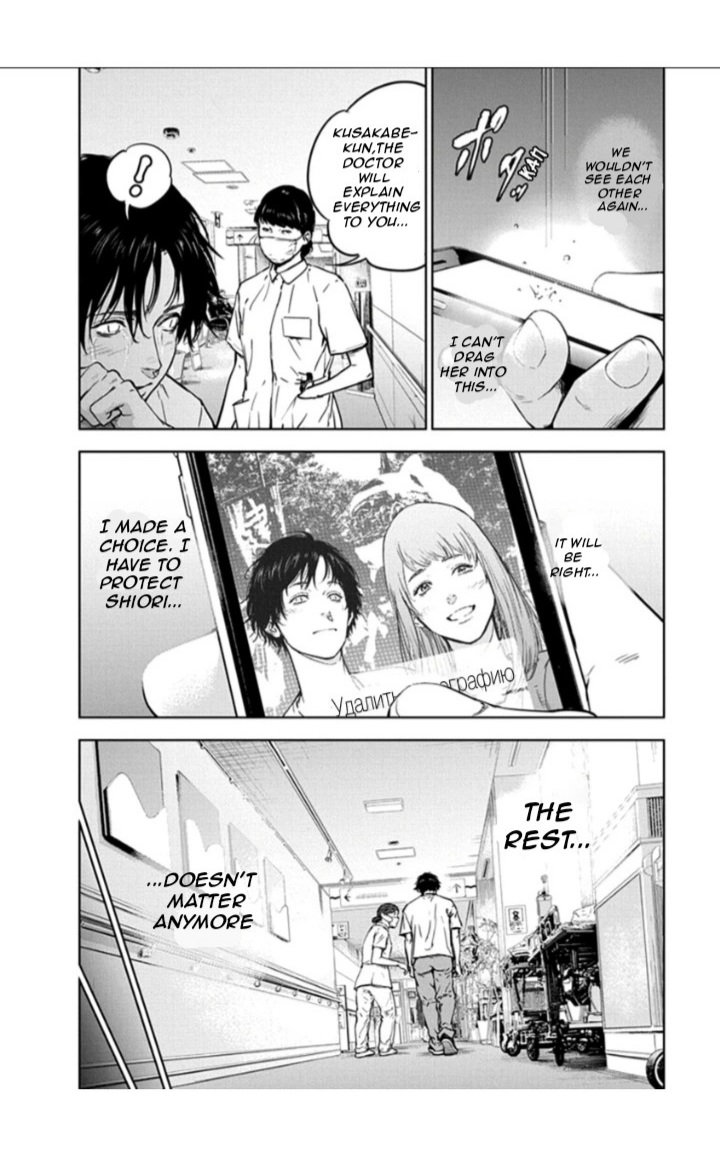 KUSAKABE-
KUN,THE
DOCTOR
WILL
EXPLAIN
EVERYTHING
TO YOU...
!
WE
WOULDN'T
SEE EACH
OTHER
AGAIN...
ポタ
КАП
I CAN'T
DRAG
HER INTO
THIS...
I MADE A
CHOICE. I
HAVE TO
PROTECT
SHIORI...
IT WILL
BE
RIGHT...
Удалить ографию
THE
REST...
...DOESN'T
MATTER
ANYMORE